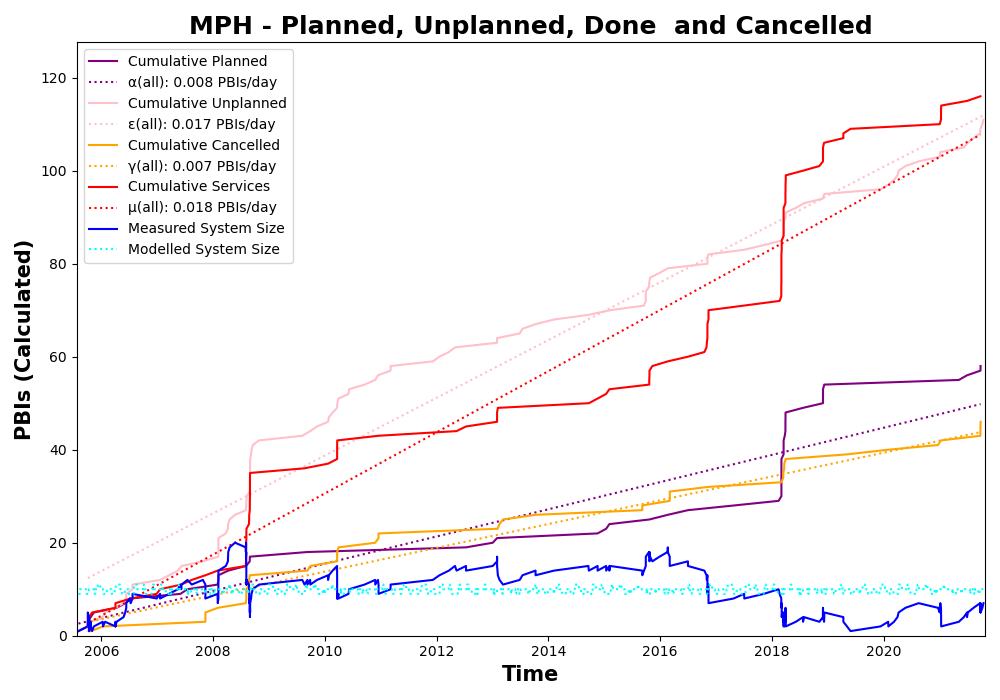 MPH - Planned, Unplanned, Done  and Cancelled
Cumulative Planned
α(all): 0.008 PBIs/day
Cumulative Unplanned
ε(all): 0.017 PBIs/day
Cumulative Cancelled
γ(all): 0.007 PBIs/day
Cumulative Services
μ(all): 0.018 PBIs/day
Measured System Size
Modelled System Size
PBIs (Calculated)
120
100
80
60
40
20
0
2006 2008 2010 2012 2014 2016 2018 2020
Time